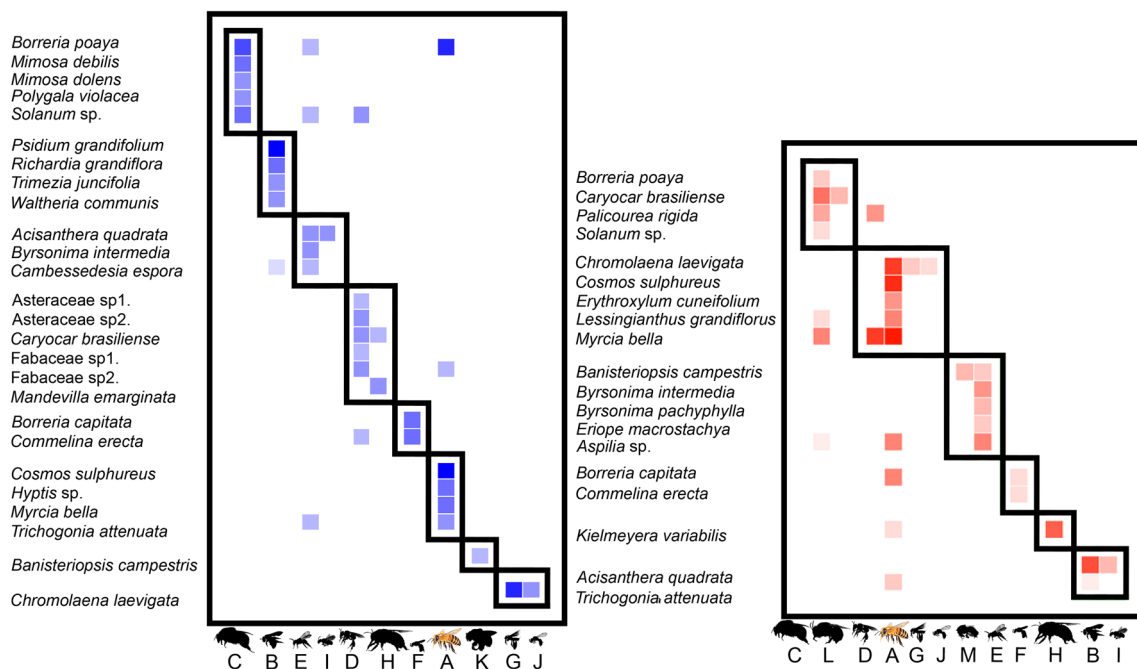 Borreria poaya
Mimosa debilis
Mimosa dolens
Polygala violacea
Solanum sp.
Psidium grandifolium
Richardia grandiflora
Trimezia juncifolia
Waltheria communis
Acisanthera quadrata
Byrsonima intermedia
Cambessedesia espora
Asteraceae sp1.
Asteraceae sp2.
Caryocar brasiliense
Fabaceae sp1.
Fabaceae sp2.
Mandevilla emarginata
Borreria capitata
Commelina erecta
Cosmos sulphureus
Hyptis sp.
Myrcia bella
Trichogonia attenuata
Banisteriopsis campestris
Chromolaena laevigata
C B E I D H F A K G J
Borreria poaya
Caryocar brasiliense
Palicourea rigida
Solanum sp.
Chromolaena laevigata
Cosmos sulphureus
Erythroxylum cuneifolium
Lessingianthus grandiflorus
Myrcia bella
Banisteriopsis campestris
Byrsonima intermedia
Byrsonima pachyphylla
Eriope macrostachya
Aspilia sp.
Borreria capitata
Commelina erecta
Kielmeyera variabilis
Acisanthera quadrata
Trichogonia attenuata
C L D A G J M E F H B I